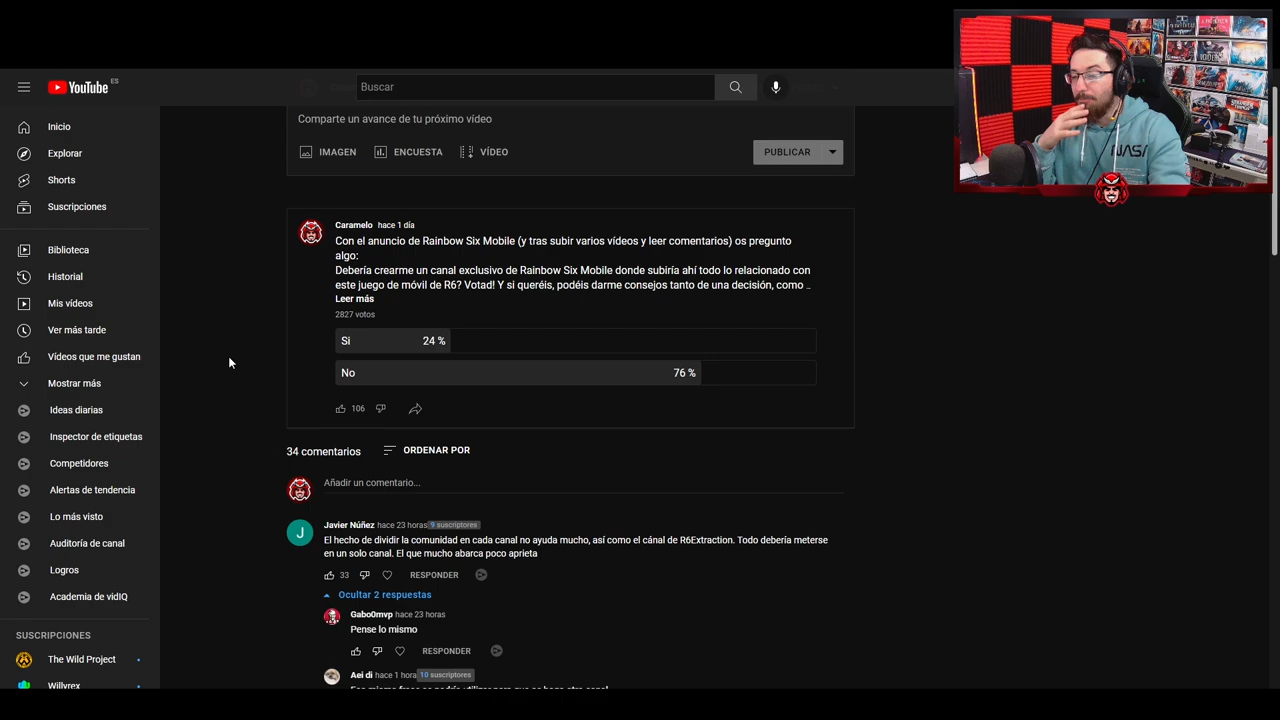 YouTube ES
Buscar
Inicio
Explorar
Shorts
Suscripciones
Biblioteca
Historial
Mis vídeos
Ver más tarde
Vídeos que me gustan
Mostrar más
Ideas diarias
Inspector de etiquetas
Competidores
Alertas de tendencia
Lo más visto
Auditoría de canal
Logros
Academia de vidIQ
SUSCRIPCIONES
The Wild Project
Willyrex
Comparte un avance de tu próximo vídeo
IMAGEN ENCUESTA VÍDEO PUBLICAR
Caramelo hace 1 día
Con el anuncio de Rainbow Six Mobile (y tras subir varios vídeos y leer comentarios) os pregunto
algo:
Debería crearme un canal exclusivo de Rainbow Six Mobile donde subiría ahí todo lo relacionado con
este juego de móvil de R6? Votad! Y si queréis, podéis darme consejos tanto de una decisión, como ...
Leer más
2827 votos
Si 24 %
No 76 %
106
34 comentarios ORDENAR POR
Añadir un comentario...
J
Javier Núñez hace 23 horas 9 suscriptores
El hecho de dividir la comunidad en cada canal no ayuda mucho, así como el cánal de R6Extraction. Todo debería meterse
en un solo canal. El que mucho abarca poco aprieta
33 RESPONDER
Ocultar 2 respuestas
Gabo0mvp hace 23 horas
Pense lo mismo
RESPONDER
Aei di hace 1 hora 10 suscriptores
NASA